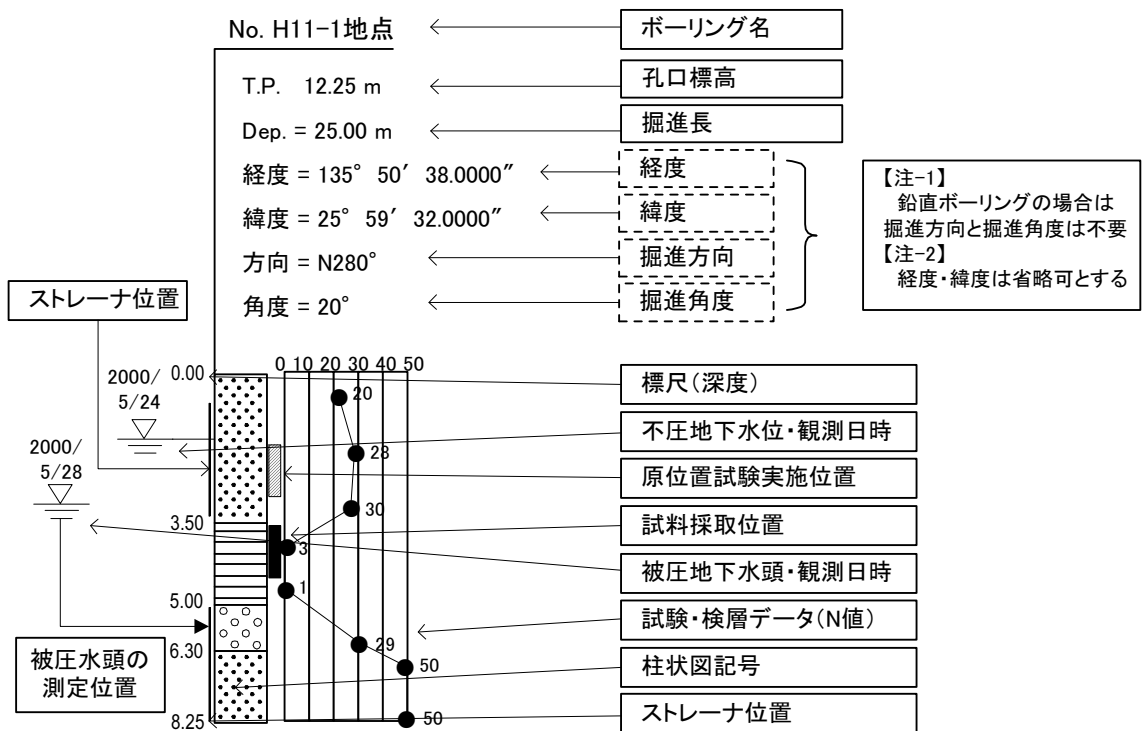 No. H11-1地点
ボーリング名
T.P. 12.25 m
孔口標高
Dep. = 25.00 m
掘進長
経度 = 135° 50′ 38.0000″
経度
緯度 = 25° 59′ 32.0000″
緯度
方向 = N280°
掘進方向
角度 = 20°
掘進角度
【注-1】
鉛直ボーリングの場合は
掘進方向と掘進角度は不要
【注-2】
経度・緯度は省略可とする
ストレーナ位置
0 10 20 30 40 50
0.00
標尺(深度)
2000/
5/24
20
不圧地下水位・観測日時
2000/
5/28
28
原位置試験実施位置
30
3.50
試料採取位置
3
被圧地下水頭・観測日時
1
5.00
試験・検層データ(N値)
29
6.30
50
柱状図記号
被圧水頭の
測定位置
50
8.25
ストレーナ位置